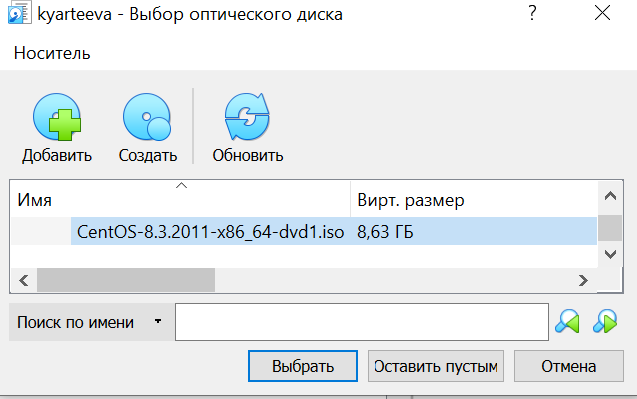 kyarteeva - Выбор оптического диска
Носитель
Добавить Создать Обновить
Имя Вирт. размер
CentOS-8.3.2011-x86_64-dvd1.iso 8,63 ГБ
Поиск по имени
Выбрать Оставить пустым Отмена